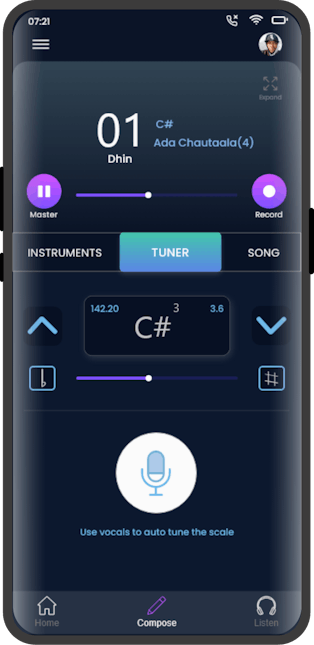 07:21
Expand
01
C#
Ada Chautaala(4)
Dhin
Master
Record
INSTRUMENTS
TUNER
SONG
142.20
3
3.6
C#
Use vocals to auto tune the scale
Home
Compose
Listen